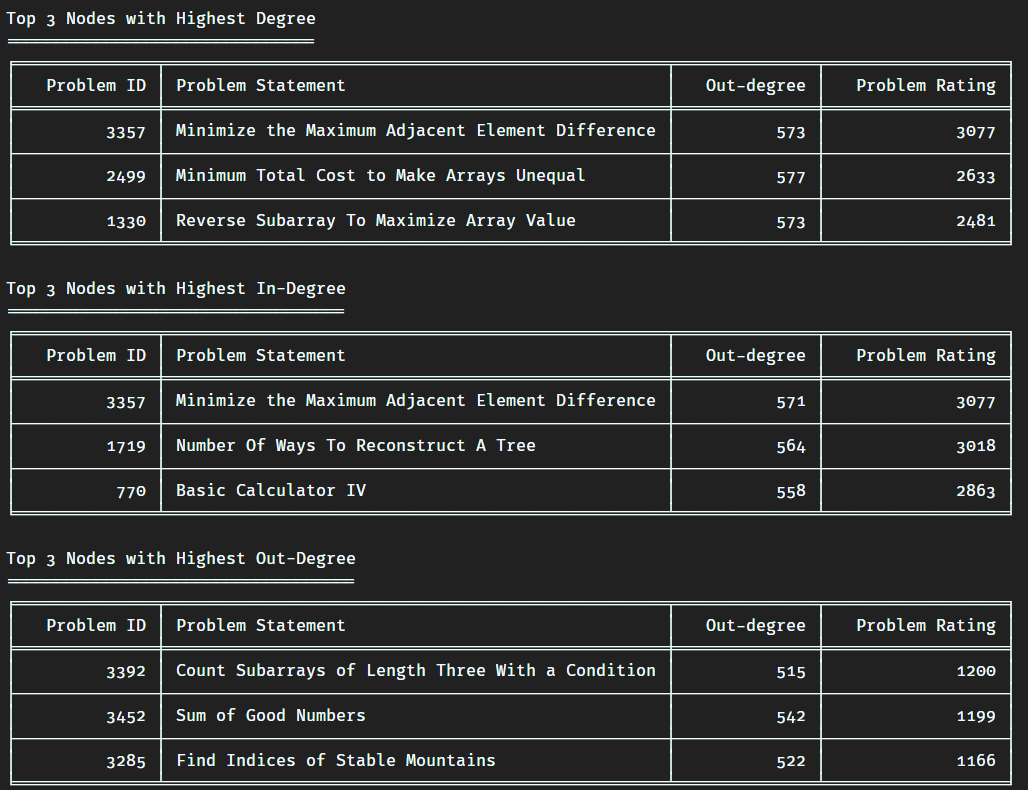 Top 3 Nodes with Highest Degree
Problem ID Problem Statement Out-degree Problem Rating
3357 Minimize the Maximum Adjacent Element Difference 573 3077
2499 Minimum Total Cost to Make Arrays Unequal 577 2633
1330 Reverse Subarray To Maximize Array Value 573 2481
Top 3 Nodes with Highest In-Degree
Problem ID Problem Statement Out-degree Problem Rating
3357 Minimize the Maximum Adjacent Element Difference 571 3077
1719 Number Of Ways To Reconstruct A Tree 564 3018
770 Basic Calculator IV 558 2863
Top 3 Nodes with Highest Out-Degree
Problem ID Problem Statement Out-degree Problem Rating
3392 Count Subarrays of Length Three With a Condition 515 1200
3452 Sum of Good Numbers 542 1199
3285 Find Indices of Stable Mountains 522 1166